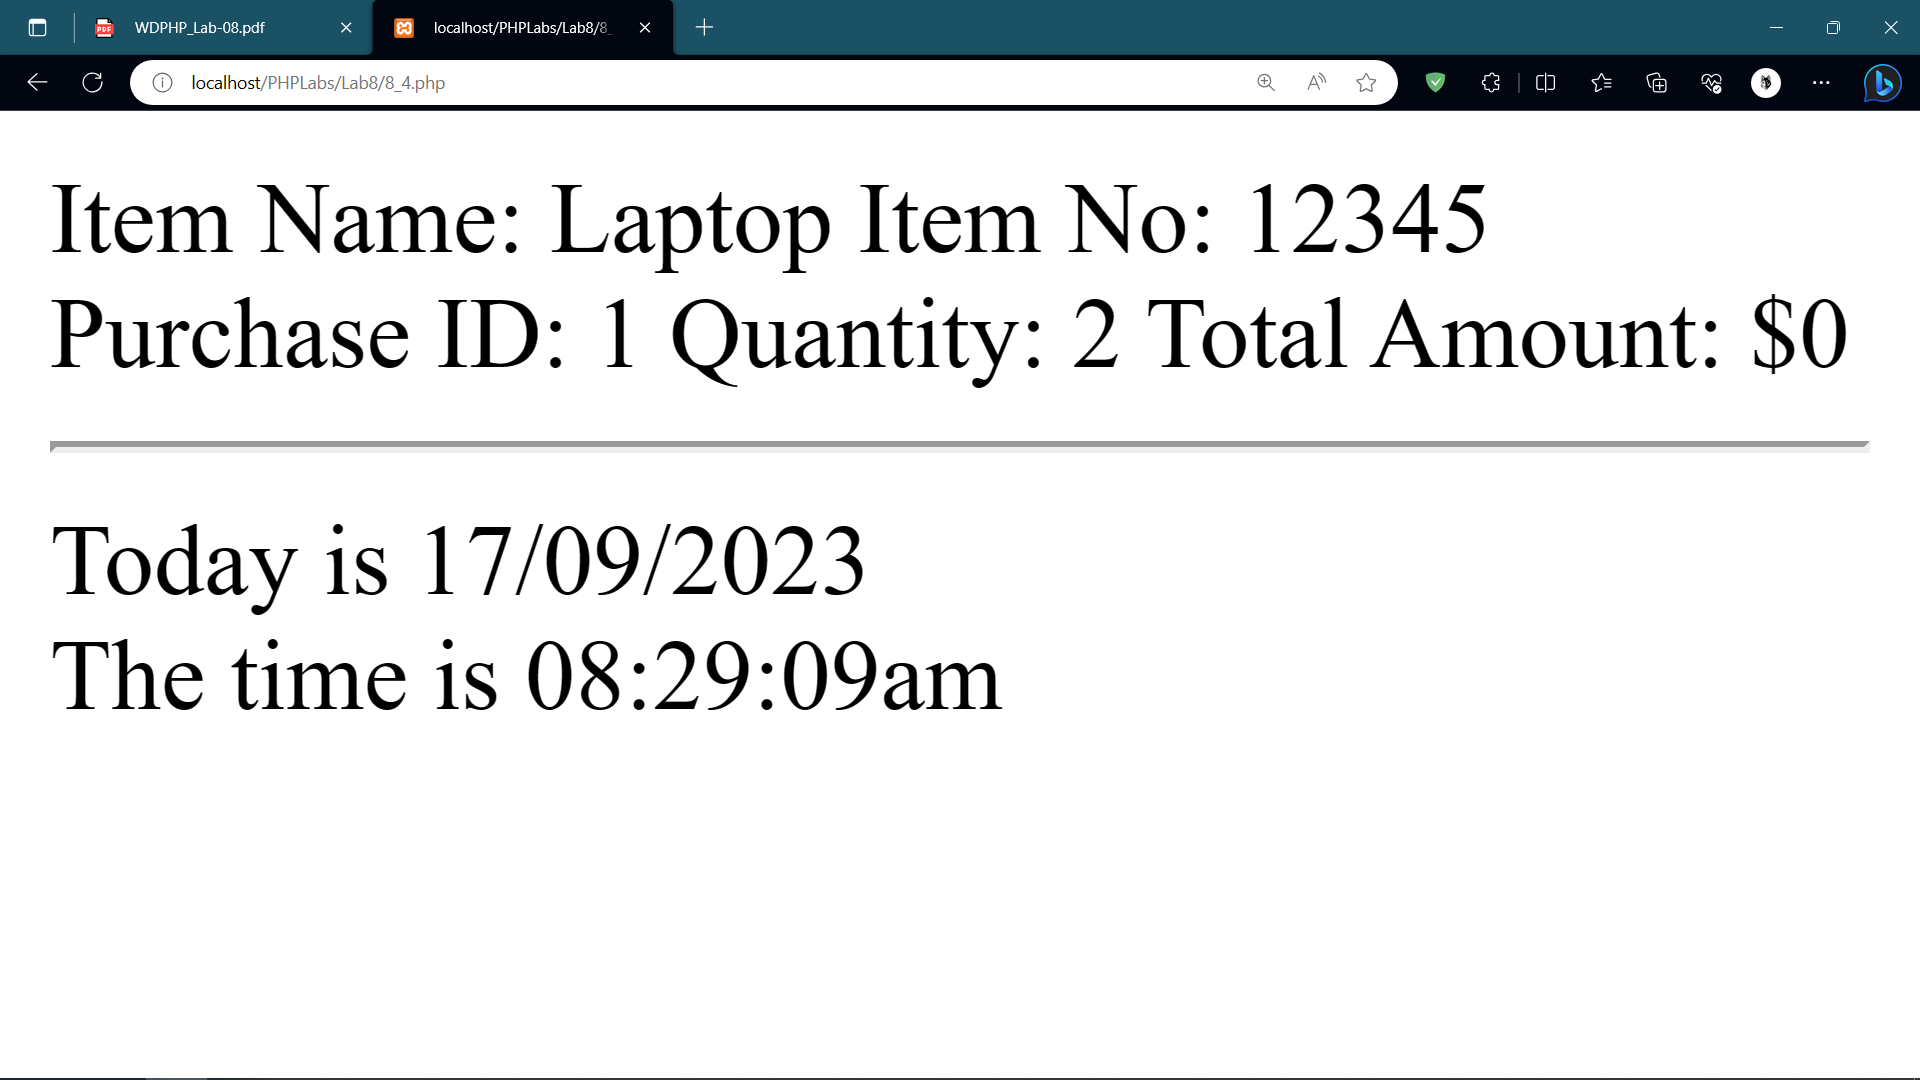 WDPHP_Lab-08.pdf
localhost/PHPLabs/Lab8/8_
localhost/PHPLabs/Lab8/8_4.php
Item Name: Laptop Item No: 12345
Purchase ID: 1 Quantity: 2 Total Amount: $0
Today is 17/09/2023
The time is 08:29:09am